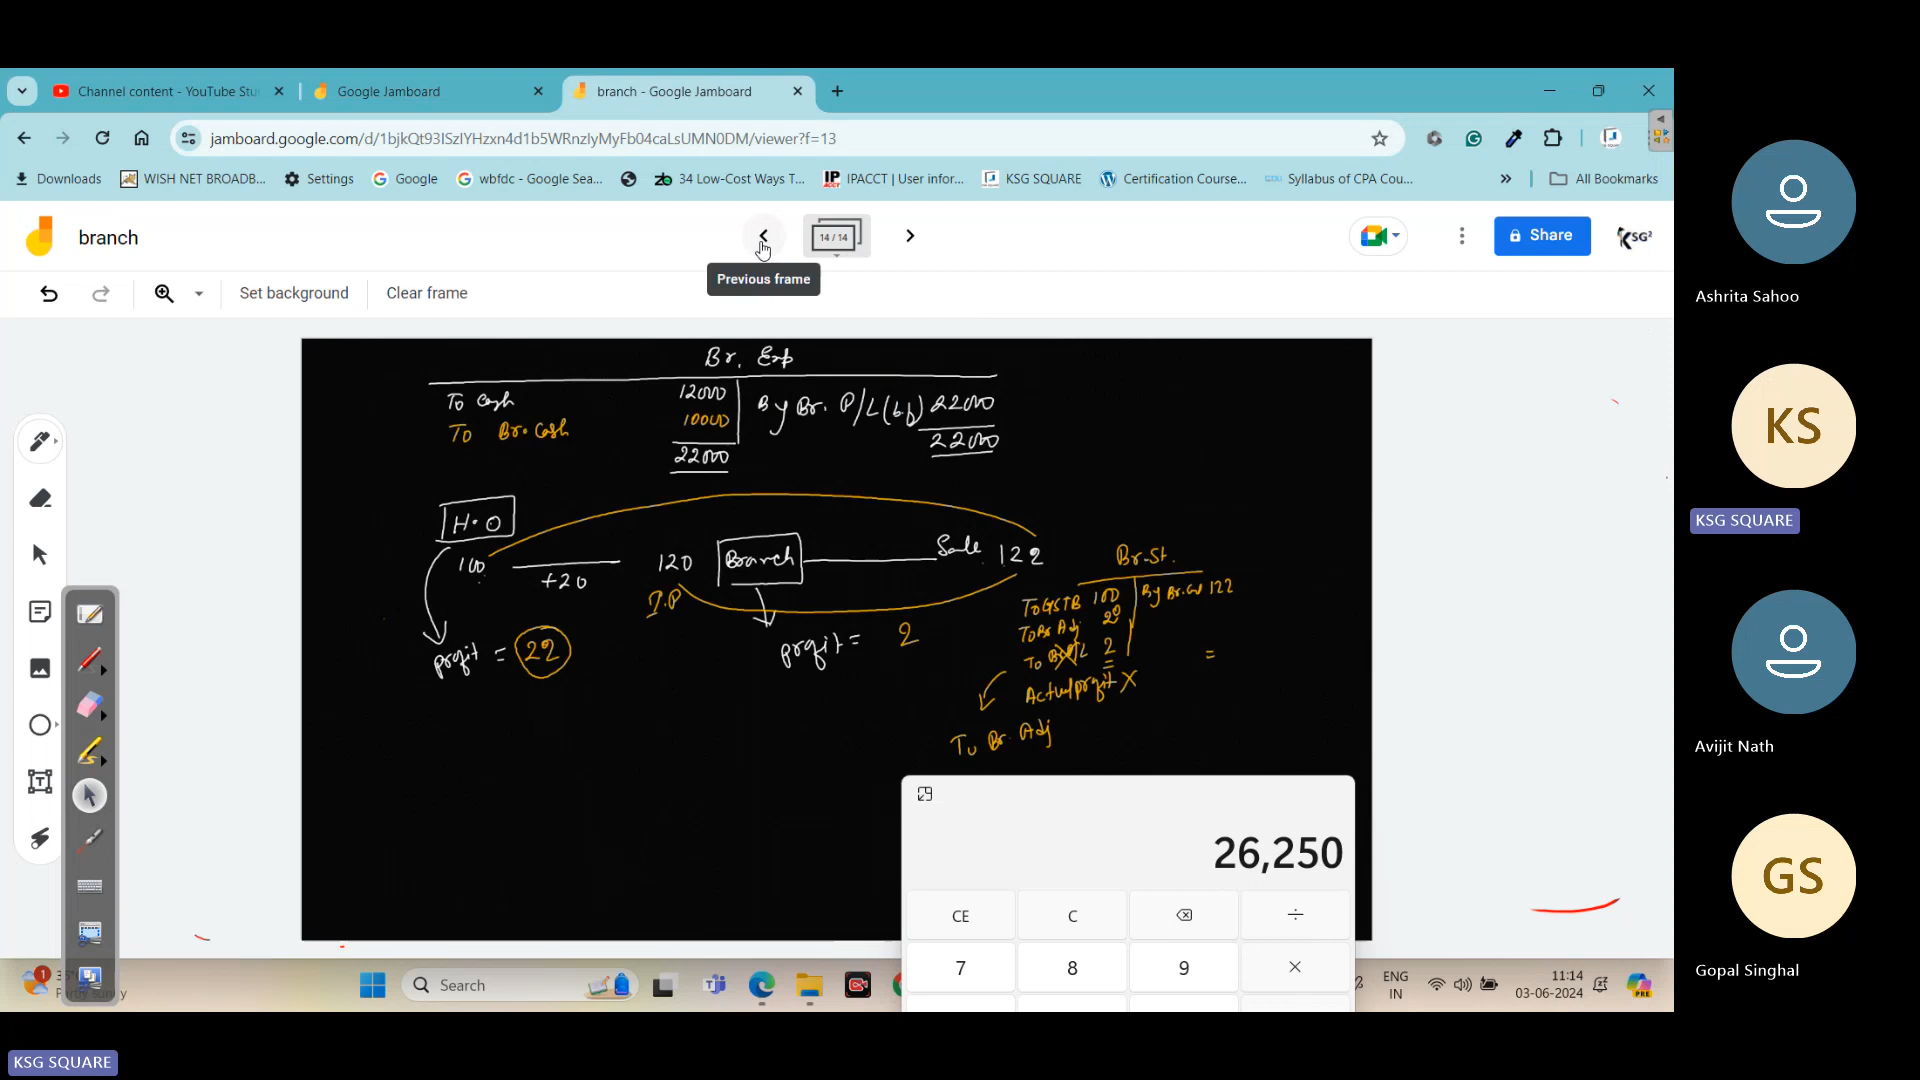 Channel content - YouTube Stu
Google Jamboard
branch - Google Jamboard
jamboard.google.com/d/1bjkQt93ISzIYHzxn4d1b5WRnzIyMyFb04caLsUMN0DM/viewer?f=13
Downloads
WISH NET BROADB...
Settings
Google
wbfdc - Google Sea...
34 Low-Cost Ways T...
IPACCT | User infor...
KSG SQUARE
Certification Course...
Syllabus of CPA Cou...
»
All Bookmarks
branch
14 / 14
Share
KSG²
Previous frame
Set background
Clear frame
Br. Exp
To Cash 12000 By Br. P/L (b.f) 22000
To Br. Cash 10000
22000 22000
H.O
100 +20 120 Branch Sale 122
I.P
profit = 22
profit = 2
Br. St.
To GSTB 100 By Br. Cash 122
To Br Adj 20
To Br P/L 2
=
Actual profit X
To Br. Adj
26,250
CE C ÷
7 8 9 ×
Search
ENG
IN
11:14
03-06-2024
Ashrita Sahoo
KS
KSG SQUARE
Avijit Nath
GS
Gopal Singhal
KSG SQUARE